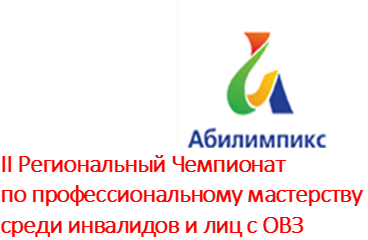 Абилимпикс
II Региональный Чемпионат
по профессиональному мастерству
среди инвалидов и лиц с ОВЗ